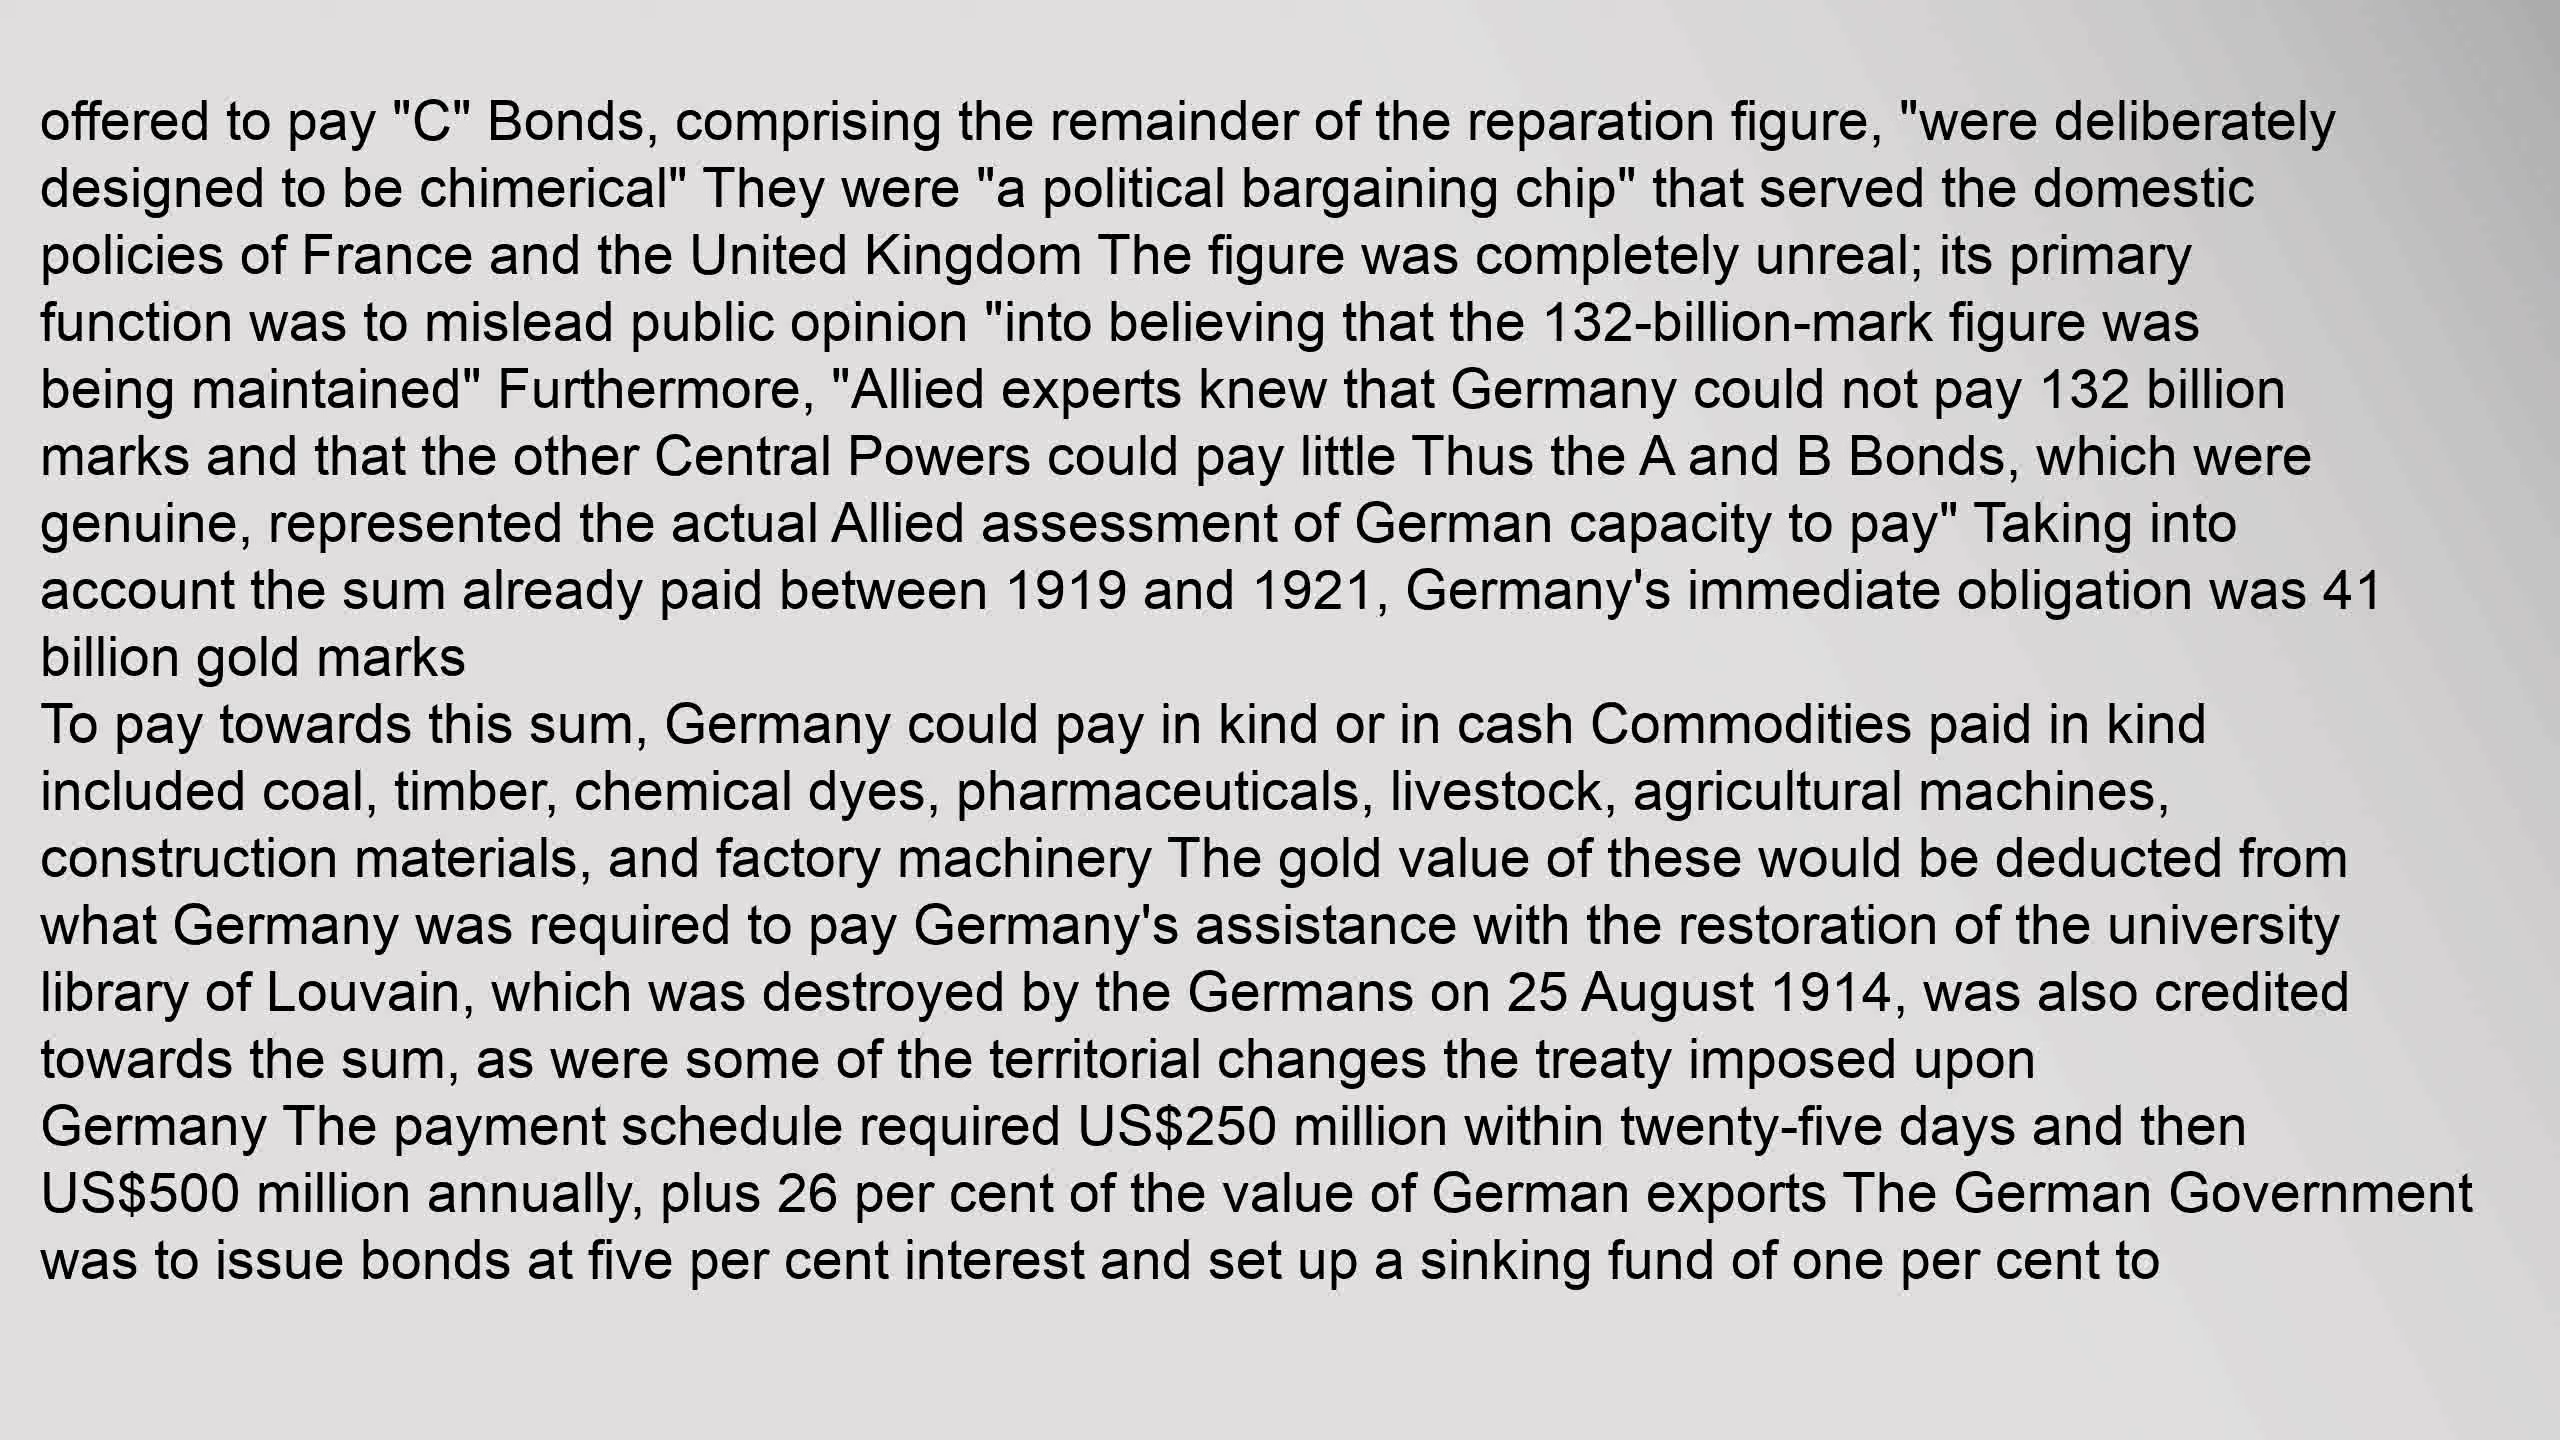 offered to pay "C" Bonds, comprising the remainder of the reparation figure, "were deliberately
designed to be chimerical" They were "a political bargaining chip" that served the domestic
policies of France and the United Kingdom The figure was completely unreal; its primary
function was to mislead public opinion "into believing that the 132-billion-mark figure was
being maintained" Furthermore, "Allied experts knew that Germany could not pay 132 billion
marks and that the other Central Powers could pay little Thus the A and B Bonds, which were
genuine, represented the actual Allied assessment of German capacity to pay" Taking into
account the sum already paid between 1919 and 1921, Germany's immediate obligation was 41
billion gold marks
To pay towards this sum, Germany could pay in kind or in cash Commodities paid in kind
included coal, timber, chemical dyes, pharmaceuticals, livestock, agricultural machines,
construction materials, and factory machinery The gold value of these would be deducted from
what Germany was required to pay Germany's assistance with the restoration of the university
library of Louvain, which was destroyed by the Germans on 25 August 1914, was also credited
towards the sum, as were some of the territorial changes the treaty imposed upon
Germany The payment schedule required US$250 million within twenty-five days and then
US$500 million annually, plus 26 per cent of the value of German exports The German Government
was to issue bonds at five per cent interest and set up a sinking fund of one per cent to